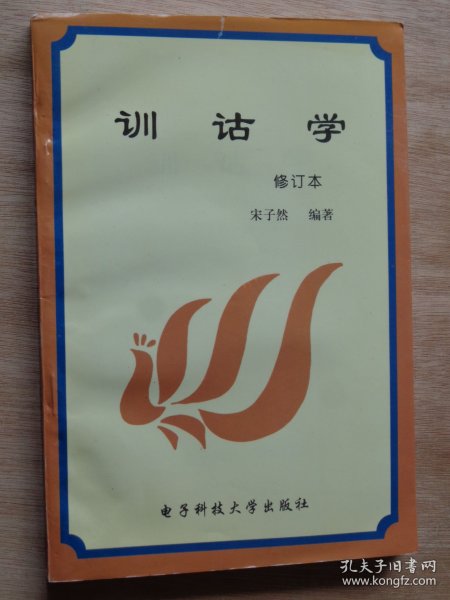 训诂学
修订本
宋子然 编著
电子科技大学出版社
孔夫子旧书网
www.kongfz.com